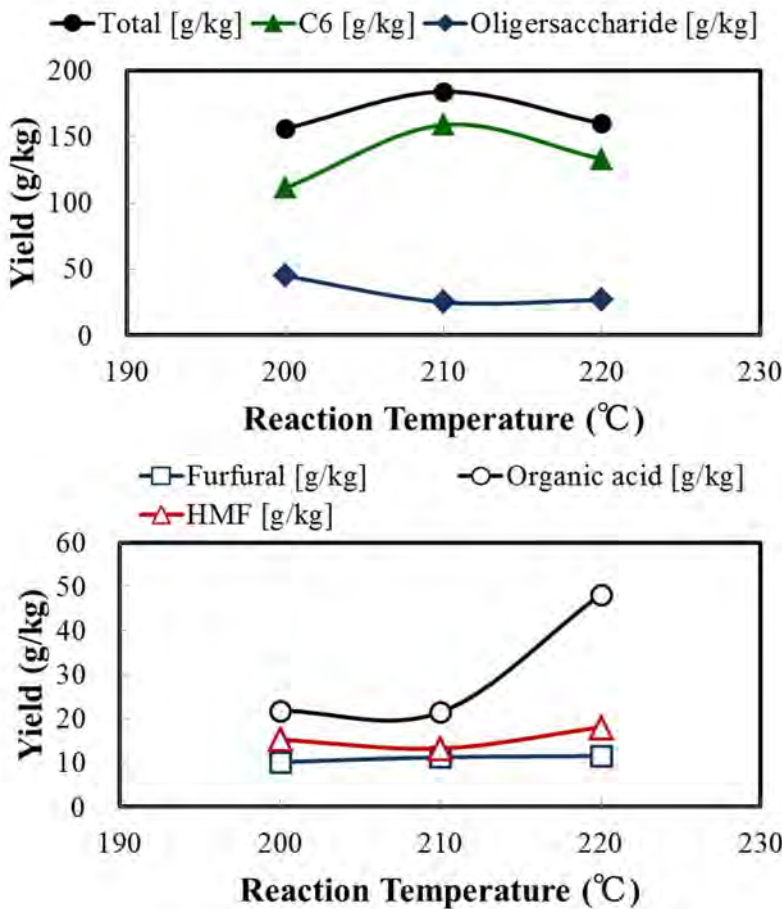 Total [g/kg] C6 [g/kg] Oligersaccharide [g/kg]
200
150
100
50
0
Yield (g/kg)
190 200 210 220 230
Reaction Temperature (℃)
Furfural [g/kg] Organic acid [g/kg]
HMF [g/kg]
60
50
40
30
20
10
0
Yield (g/kg)
190 200 210 220 230
Reaction Temperature (℃)